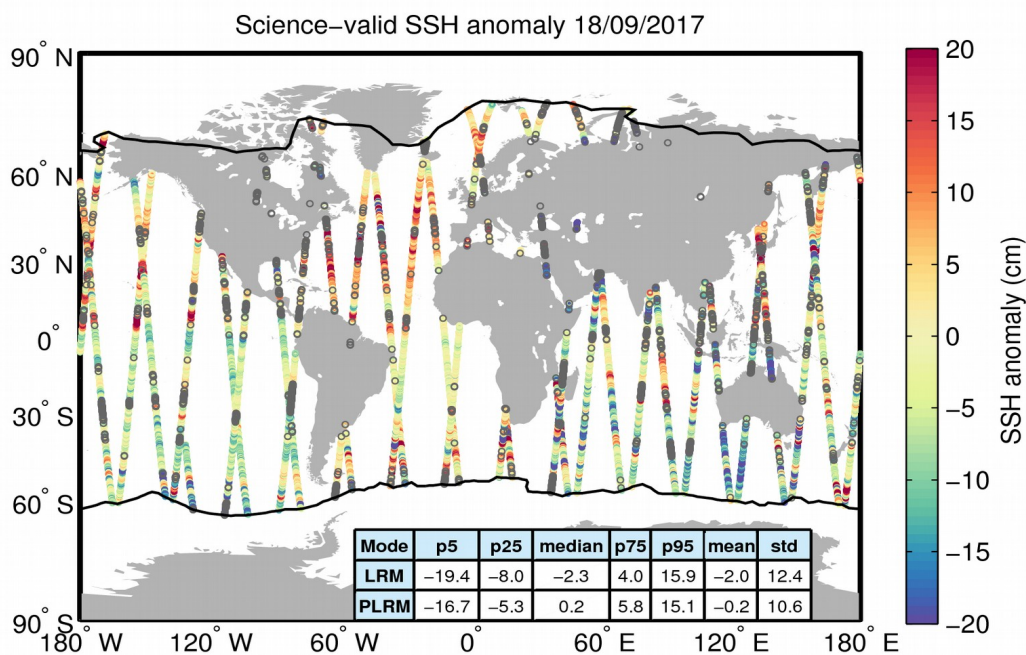 Science−valid SSH anomaly 18/09/2017
90° N
60° N
30° N
0°
30° S
60° S
90° S
180° W
120° W
60° W
0°
60° E
120° E
180° E
Mode p5 p25 median p75 p95 mean std
LRM −19.4 −8.0 −2.3 4.0 15.9 −2.0 12.4
PLRM −16.7 −5.3 0.2 5.8 15.1 −0.2 10.6
20
15
10
5
0
−5
−10
−15
−20
SSH anomaly (cm)